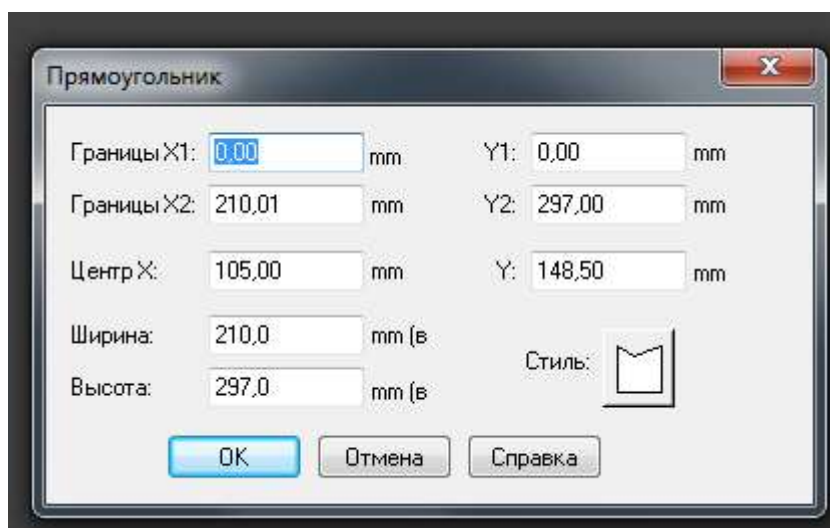 Прямоугольник
Границы X1: 0,00 mm Y1: 0,00 mm
Границы X2: 210,01 mm Y2: 297,00 mm
Центр X: 105,00 mm Y: 148,50 mm
Ширина: 210,0 mm (в
Стиль:
Высота: 297,0 mm (в
OK Отмена Справка